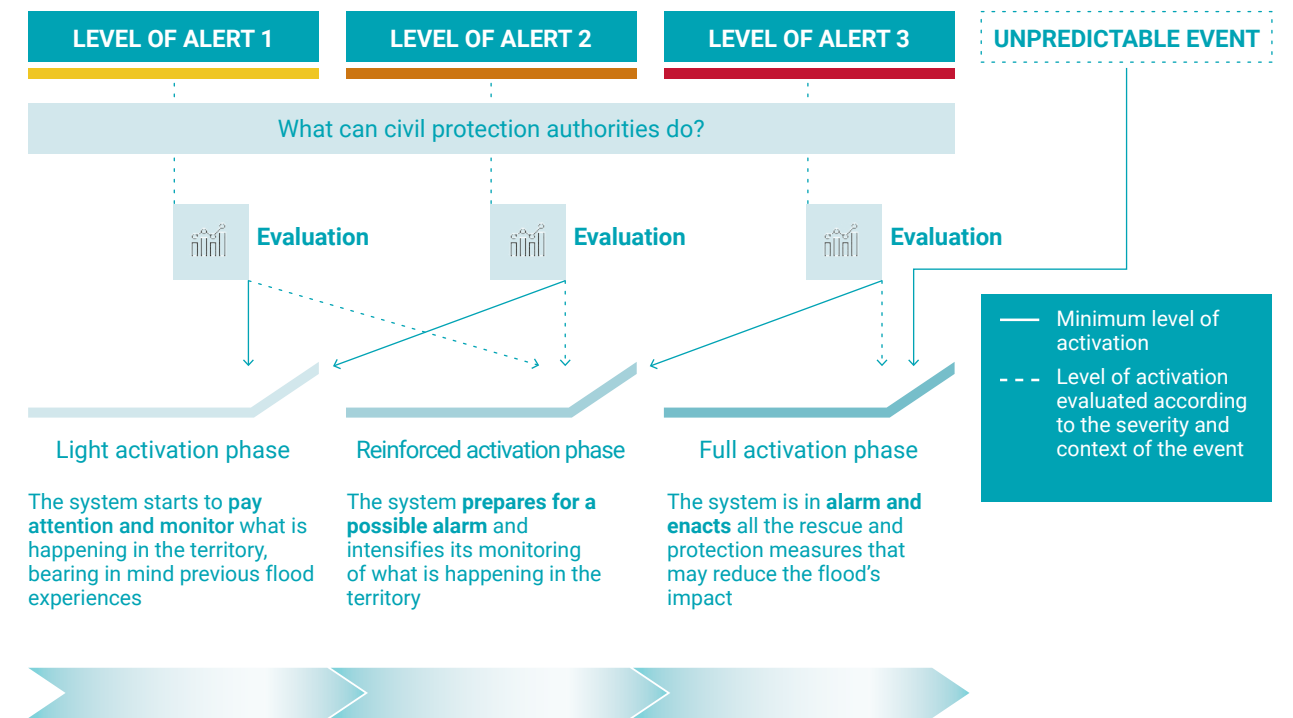 LEVEL OF ALERT 1
LEVEL OF ALERT 2
LEVEL OF ALERT 3
UNPREDICTABLE EVENT
What can civil protection authorities do?
Evaluation
Evaluation
Evaluation
Minimum level of
activation
Level of activation
evaluated according
to the severity and
context of the event
Light activation phase
The system starts to pay
attention and monitor what is
happening in the territory,
bearing in mind previous flood
experiences
Reinforced activation phase
The system prepares for a
possible alarm and
intensifies its monitoring
of what is happening in the
territory
Full activation phase
The system is in alarm and
enacts all the rescue and
protection measures that
may reduce the flood’s
impact